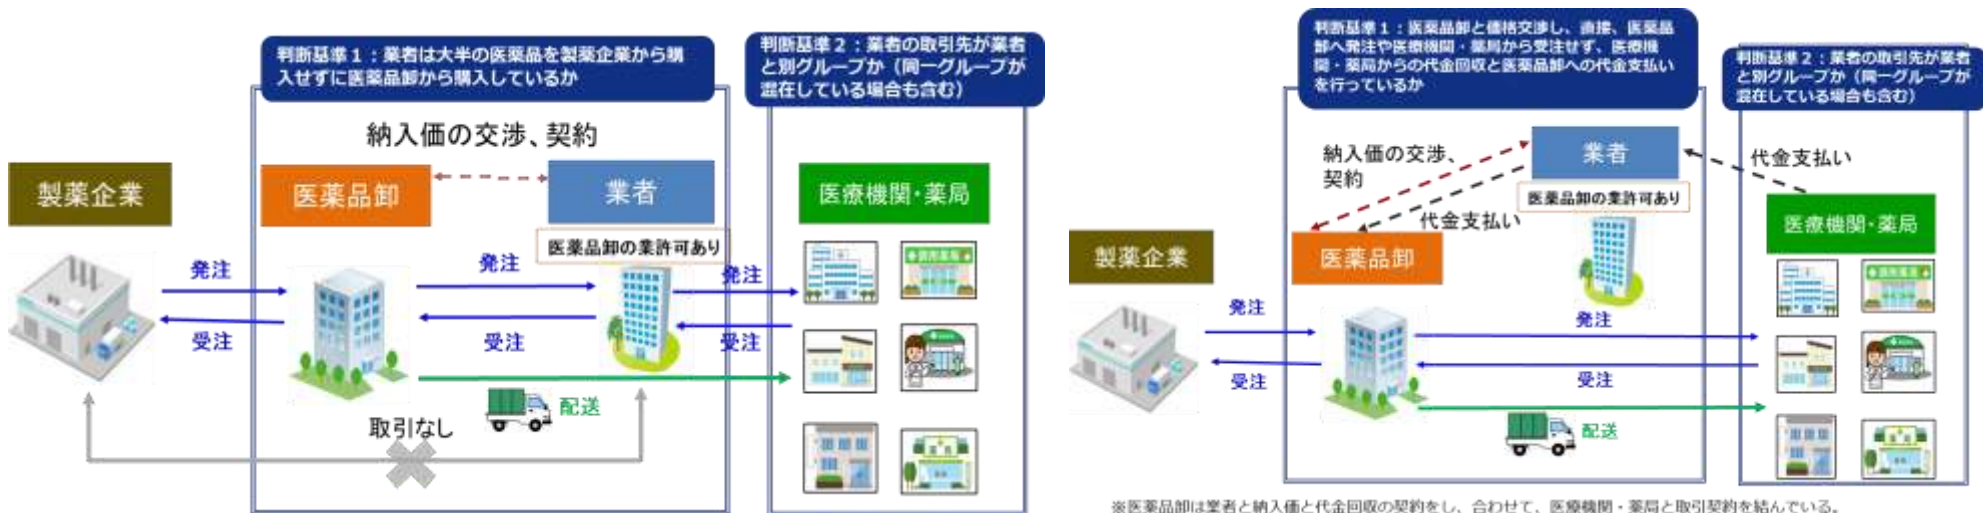 判断基準1：業者は大半の医薬品を製薬企業から購
入せずに医薬品卸から購入しているか
判断基準2：業者の取引先が業者
と別グループか（同一グループが
混在している場合も含む）
納入価の交渉、契約
製薬企業
医薬品卸
業者
医療機関・薬局
医薬品卸の業許可あり
発注
発注
発注
受注
受注
受注
配送
取引なし
判断基準1：医薬品卸と価格交渉し、直接、医薬品
卸へ発注や医療機関・薬局から受注せず、医療機
関・薬局からの代金回収と医薬品卸への代金支払い
を行っているか
判断基準2：業者の取引先が業者
と別グループか（同一グループが
混在している場合も含む）
納入価の交渉、
契約
業者
代金支払い
医薬品卸の業許可あり
代金支払い
医療機関・薬局
製薬企業
医薬品卸
発注
発注
受注
受注
配送
※医薬品卸は業者と納入価と代金回収の契約をし、合わせて、医療機関・薬局と取引契約を結んでいる。